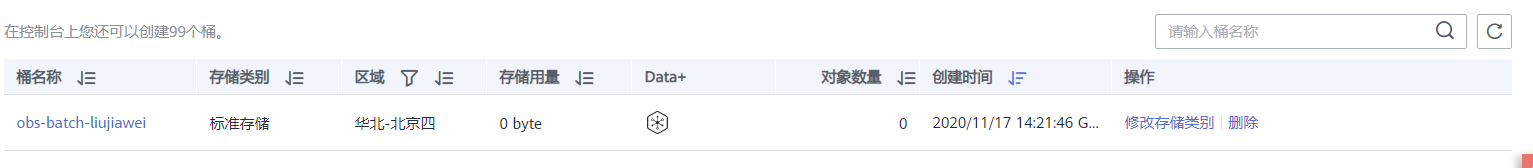 在控制台上您还可以创建99个桶。 请输入桶名称
桶名称 存储类别 区域 存储用量 Data+ 对象数量 创建时间 操作
obs-batch-liujiawei 标准存储 华北-北京四 0 byte 0 2020/11/17 14:21:46 G... 修改存储类别 删除